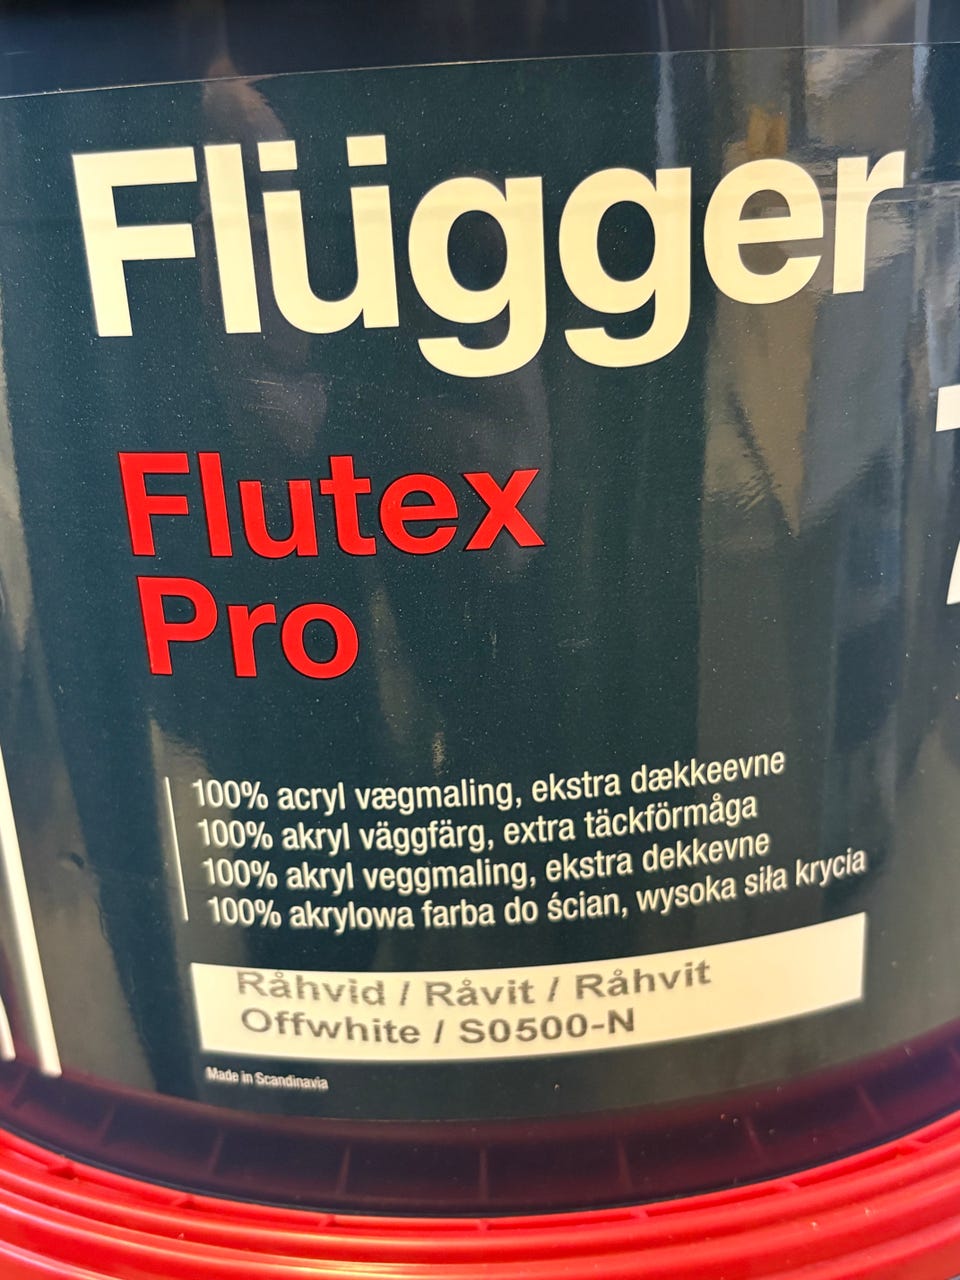 Flügger
Flutex
Pro
100% acryl vægmaling, ekstra dækkeevne
100% akryl väggfärg, extra täckförmåga
100% akryl veggmaling, ekstra dekkevne
100% akrylowa farba do ścian, wysoka siła krycia
Råhvid / Råvit / Råhvit
Offwhite / S0500-N
Made in Scandinavia